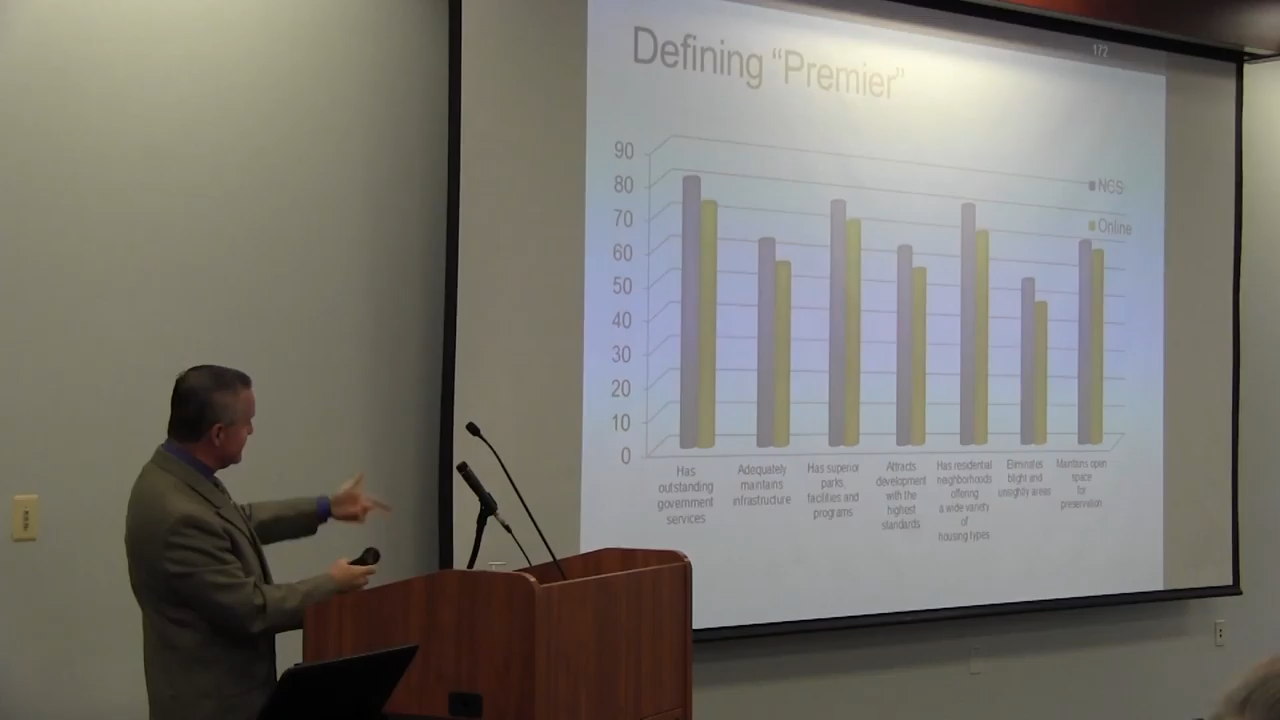 172
Defining “Premier”
90
80
70
60
50
40
30
20
10
0
NCS
Online
Has
outstanding
government
services
Adequately
maintains
infrastructure
Has superior
parks,
facilities and
programs
Attracts
development
with the
highest
standards
Has residential
neighborhoods
offering
a wide variety
of
housing types
Eliminates
blight and
unsightly areas
Maintains open
space
for
preservation